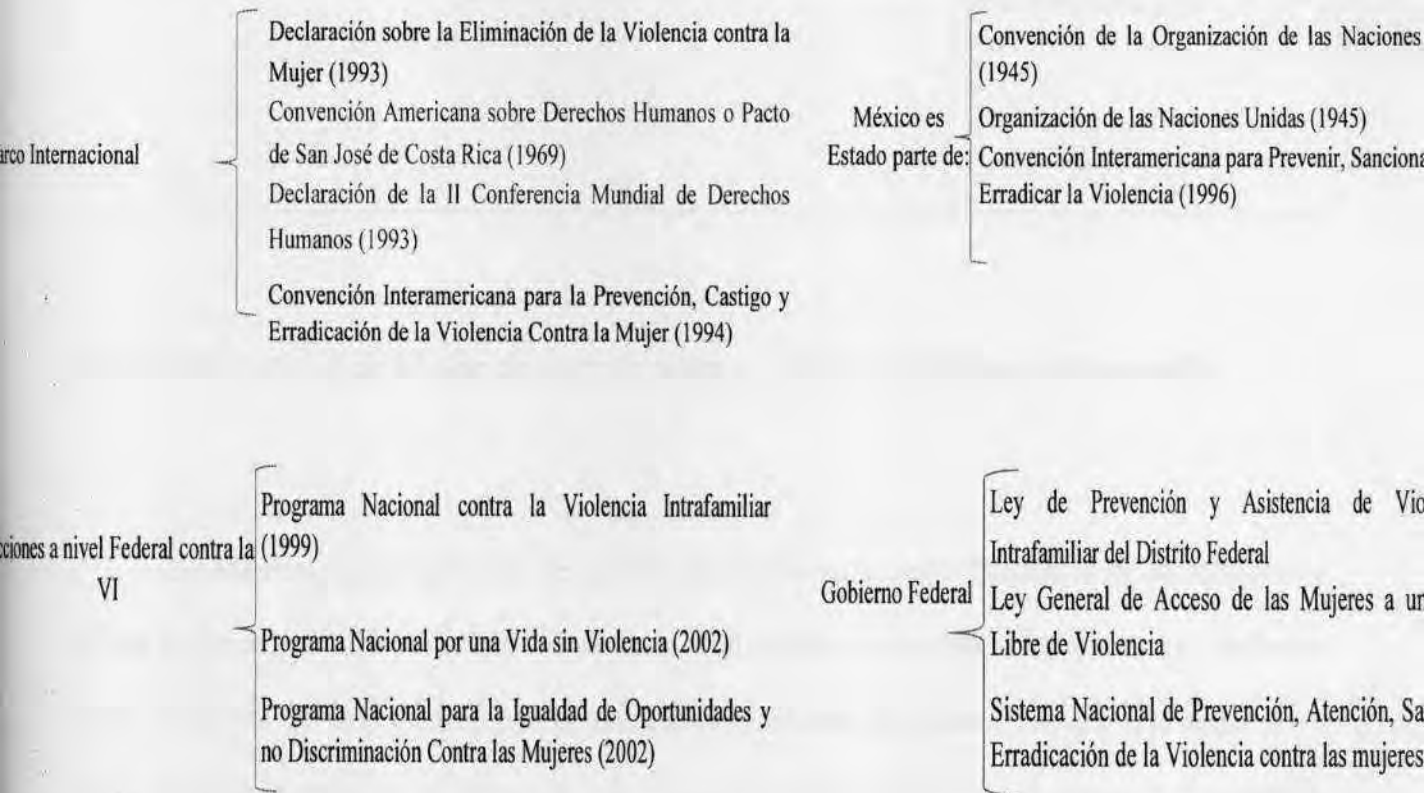 Declaración sobre la Eliminación de la Violencia contra la
Mujer (1993)
Convención Americana sobre Derechos Humanos o Pacto
arco Internacional
de San José de Costa Rica (1969)
Declaración de la II Conferencia Mundial de Derechos
Humanos (1993)
Convención Interamericana para la Prevención, Castigo y
Erradicación de la Violencia Contra la Mujer (1994)
Convención de la Organización de las Naciones
(1945)
México es
Estado parte de:
Organización de las Naciones Unidas (1945)
Convención Interamericana para Prevenir, Sanciona
Erradicar la Violencia (1996)
cciones a nivel Federal contra la
VI
Programa Nacional contra la Violencia Intrafamiliar
(1999)
Programa Nacional por una Vida sin Violencia (2002)
Programa Nacional para la Igualdad de Oportunidades y
no Discriminación Contra las Mujeres (2002)
Gobierno Federal
Ley de Prevención y Asistencia de Vio
Intrafamiliar del Distrito Federal
Ley General de Acceso de las Mujeres a un
Libre de Violencia
Sistema Nacional de Prevención, Atención, Sa
Erradicación de la Violencia contra las mujeres